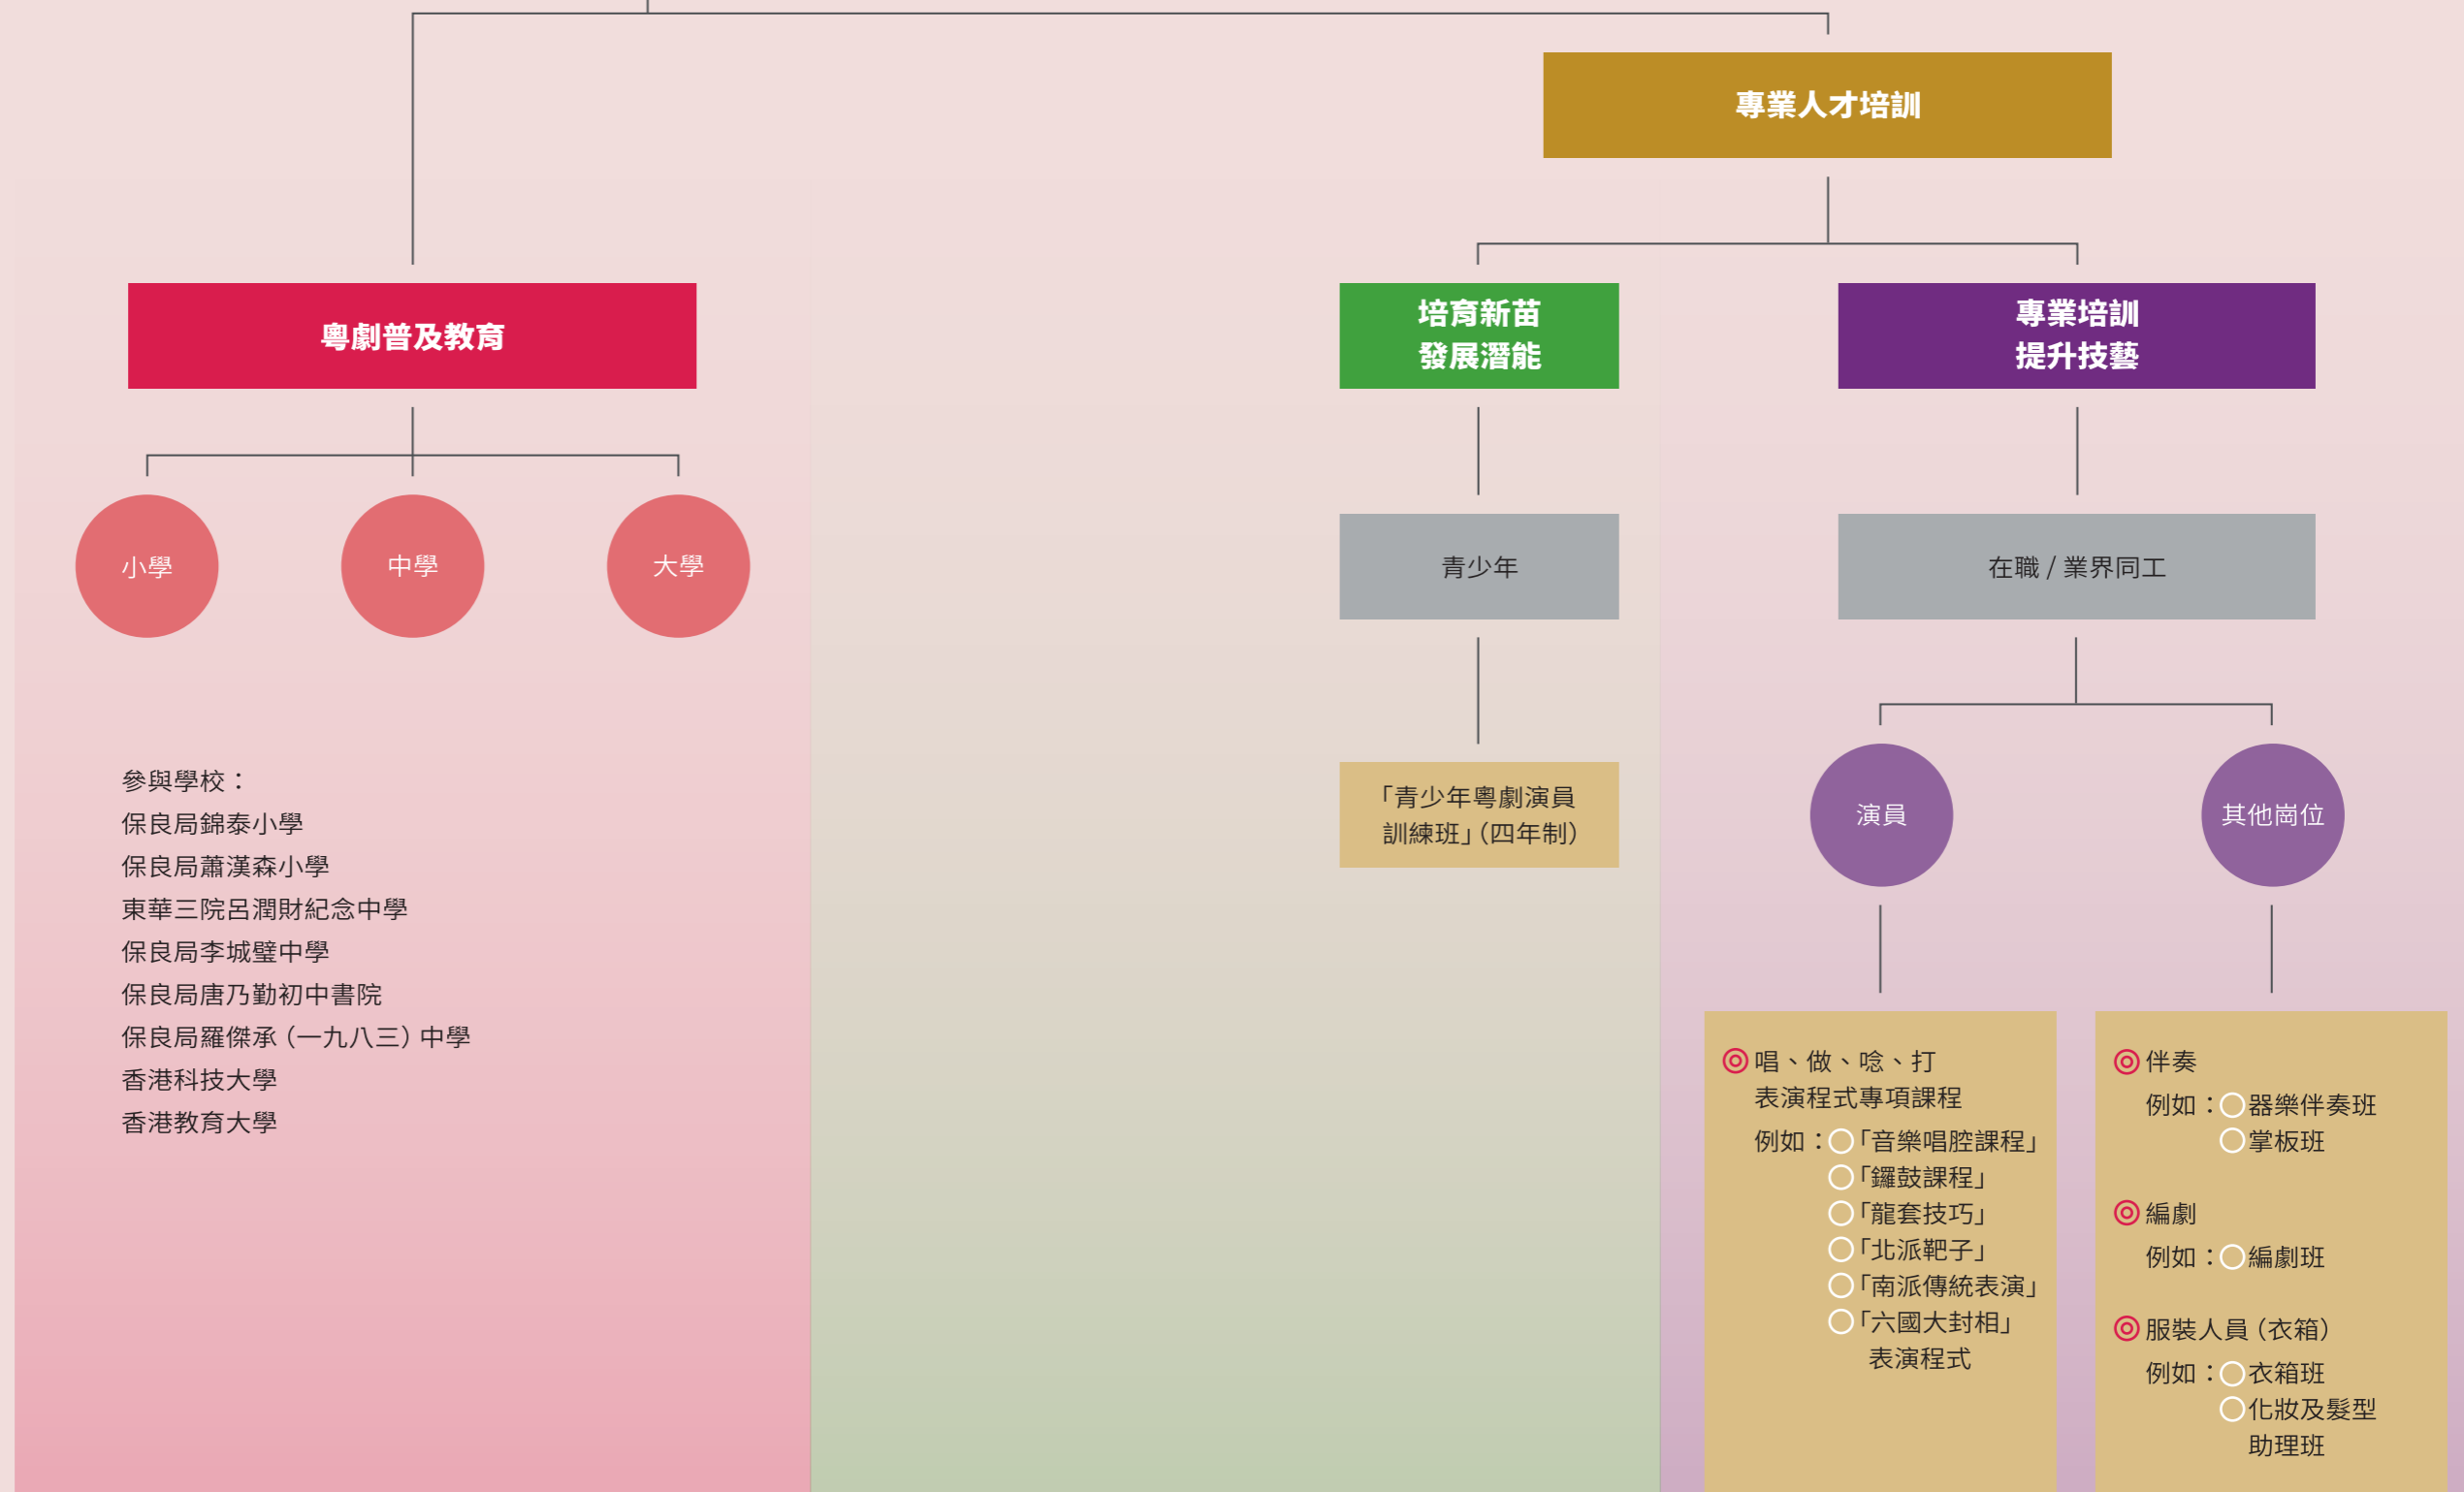 專業人才培訓
粵劇普及教育
培育新苗
發展潛能
專業培訓
提升技藝
小學
中學
大學
青少年
在職 / 業界同工
參與學校：
保良局錦泰小學
保良局蕭漢森小學
東華三院呂潤財紀念中學
保良局李城璧中學
保良局唐乃勤初中書院
保良局羅傑承（一九八三）中學
香港科技大學
香港教育大學
「青少年粵劇演員
訓練班」（四年制）
演員
其他崗位
◎唱、做、唸、打
表演程式專項課程
例如：○「音樂唱腔課程」
○「鑼鼓課程」
○「龍套技巧」
○「北派靶子」
○「南派傳統表演」
○「六國大封相」
表演程式
◎伴奏
例如：○器樂伴奏班
○掌板班
◎編劇
例如：○編劇班
◎服裝人員（衣箱）
例如：○衣箱班
○化妝及髮型
助理班